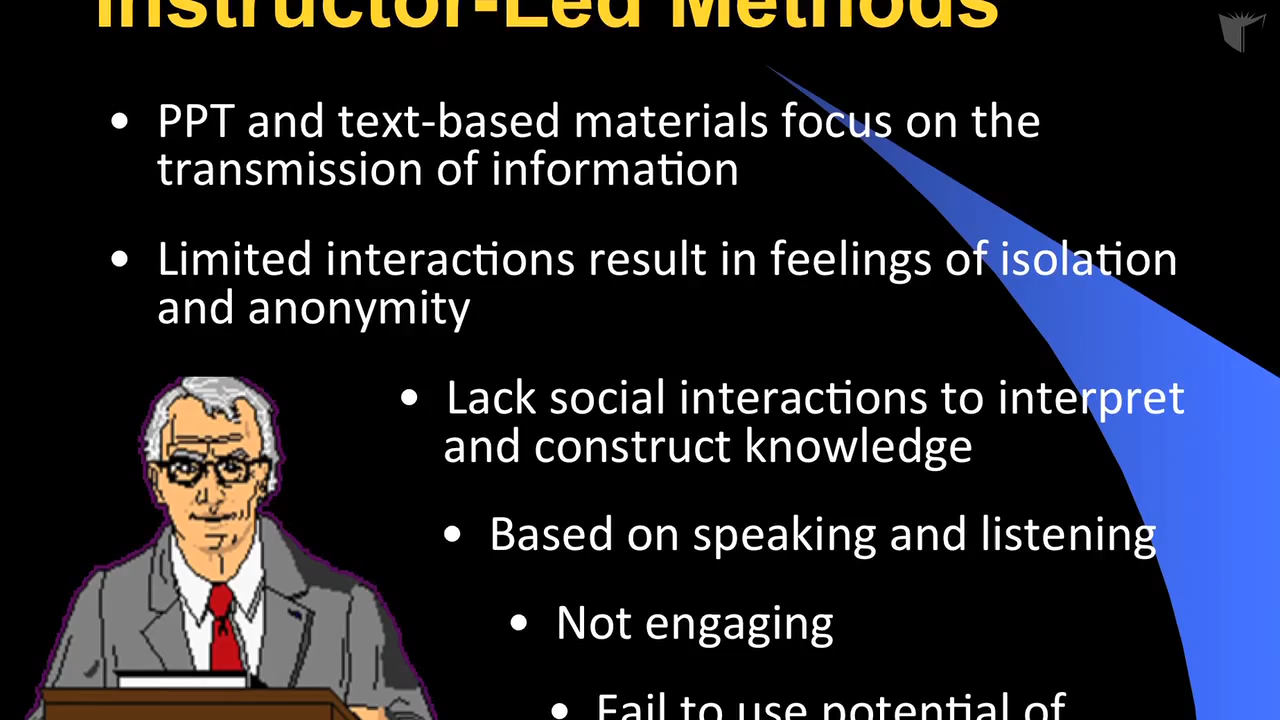 Instructor-Led Methods
• PPT and text-based materials focus on the
transmission of information
• Limited interactions result in feelings of isolation
and anonymity
• Lack social interactions to interpret
and construct knowledge
• Based on speaking and listening
• Not engaging
• Fail to use potential of